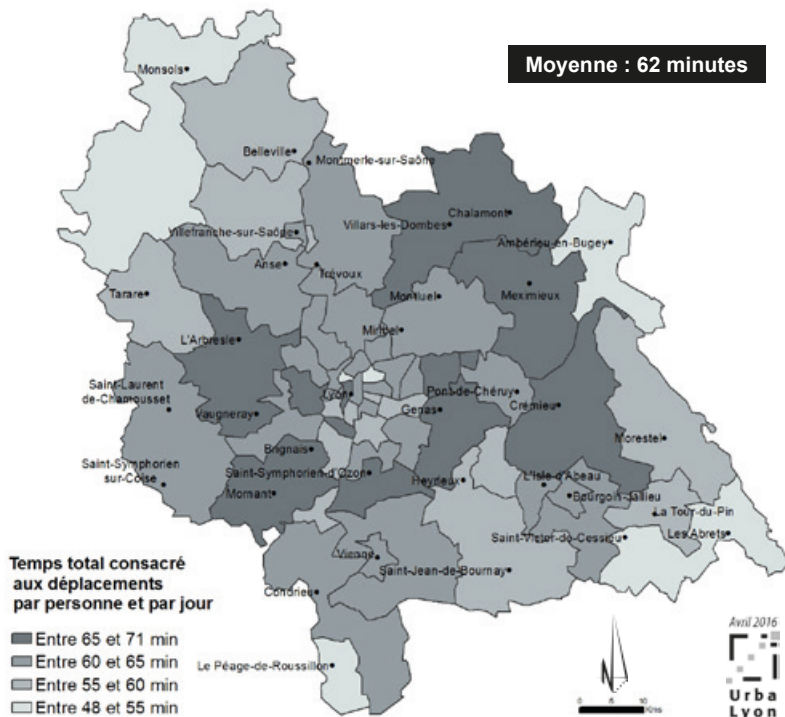 Moyenne : 62 minutes
Monsols
Belleville
Montmerle-sur-Saône
Villefranche-sur-Saône
Villars-les-Dombes
Chalamont
Ambérieu-en-Bugey
Anse
Trévoux
Tarare
Montluel
Meximieux
L'Arbresle
Miribel
Saint-Laurent
de-Chamousset
Lyon
Pont-de-Chéruy
Vaugneray
Genas
Crémieu
Brignais
Morestel
Saint-Symphorien
sur-Coise
Saint-Symphorien-d'Ozon
Mornant
Heyrieux
L'Isle-d'Abeau
Bourgoin-Jallieu
La Tour-du-Pin
Saint-Victor-de-Cessieu
Les Abrets
Vienne
Saint-Jean-de-Bournay
Condrieu
Le Péage-de-Roussillon
Temps total consacré
aux déplacements
par personne et par jour
Entre 65 et 71 min
Entre 60 et 65 min
Entre 55 et 60 min
Entre 48 et 55 min
N
0 5 10
Kms
Avril 2016
Urba
Lyon